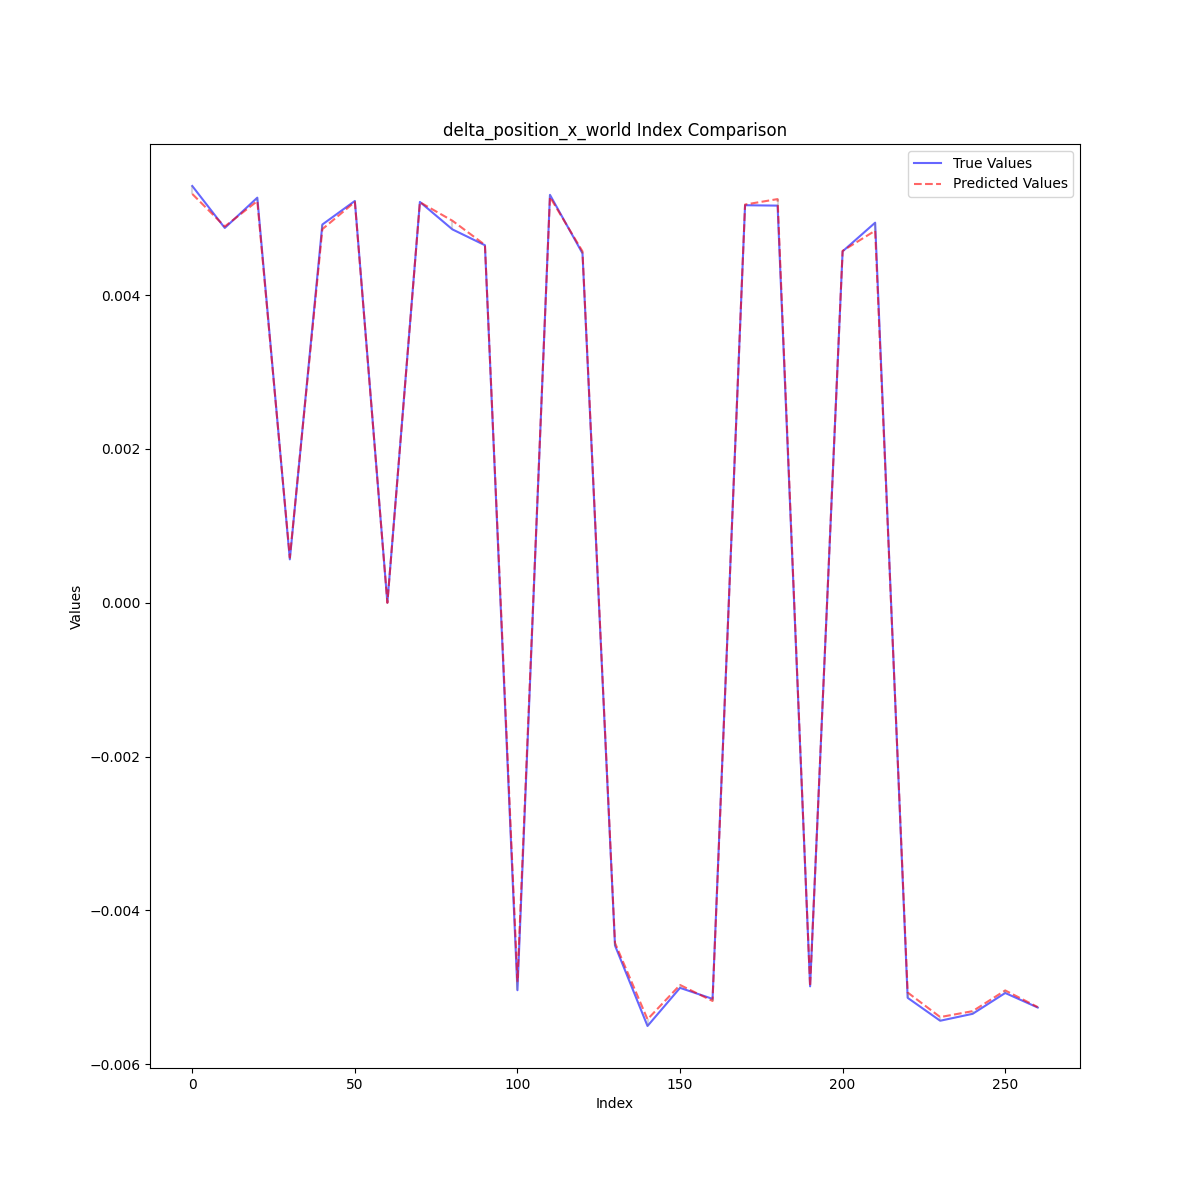 delta_position_x_world Index Comparison
True Values
Predicted Values
0.004
0.002
0.000
−0.002
−0.004
−0.006
Values
0 50 100 150 200 250
Index